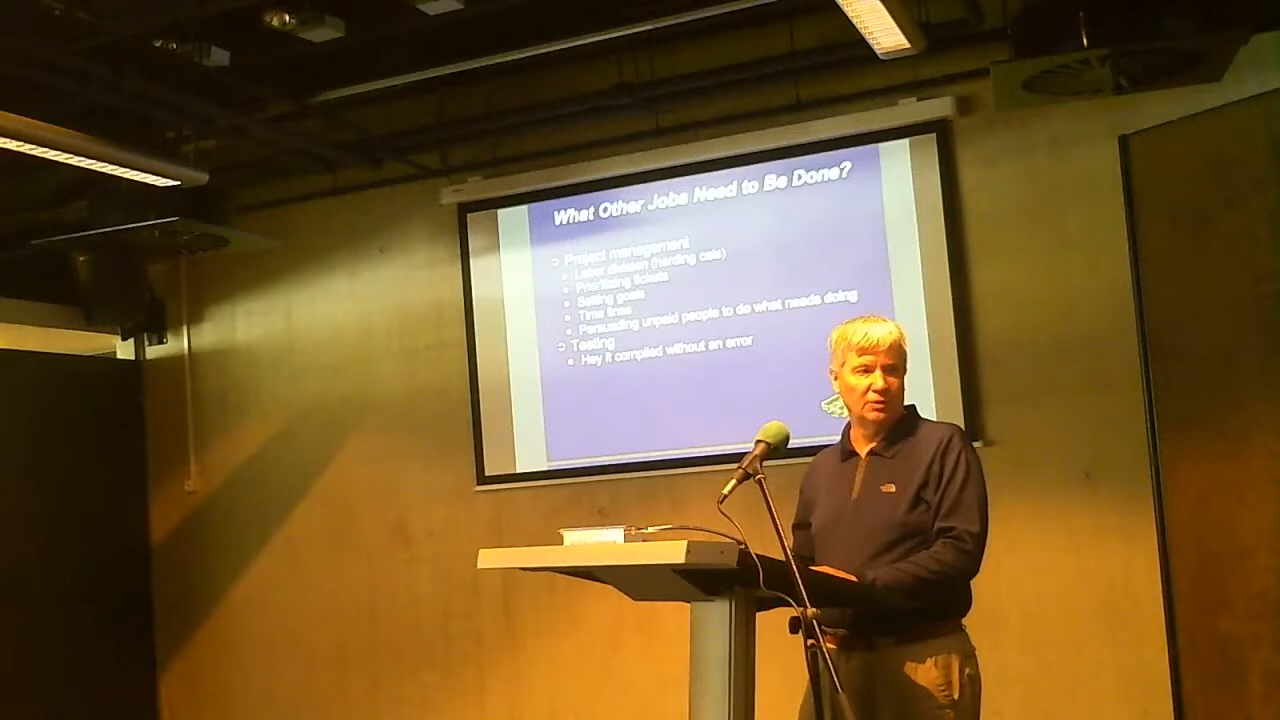 What Other Jobs Need to Be Done?
Project management
Labor division (herding cats)
Prioritising tickets
Setting goals
Time lines
Persuading unpaid people to do what needs doing
Testing
Hey it compiled without an error